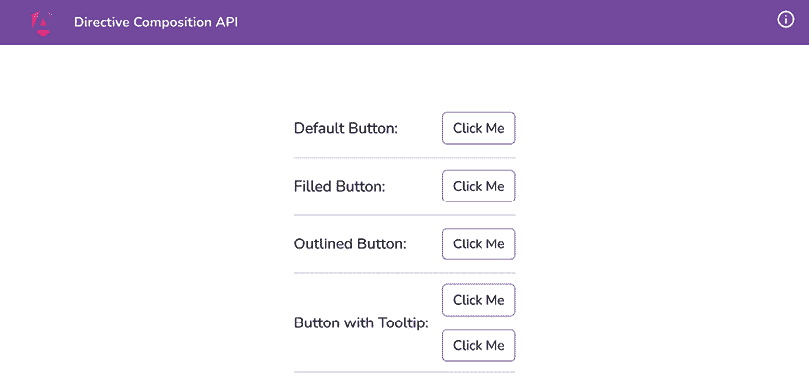 Directive Composition API
Default Button: Click Me
Filled Button: Click Me
Outlined Button: Click Me
Click Me
Button with Tooltip:
Click Me